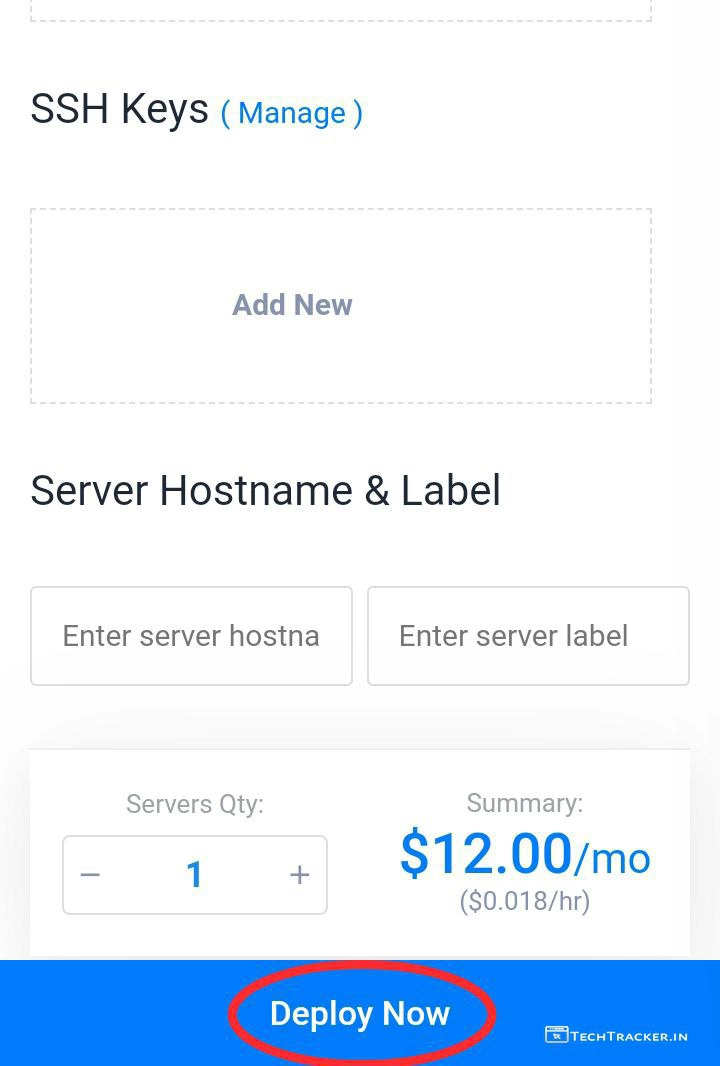 SSH Keys ( Manage )
Add New
Server Hostname & Label
Enter server hostna
Enter server label
Servers Qty:
Summary:
− 1 +
$12.00/mo
($0.018/hr)
Deploy Now
TECHTRACKER.IN